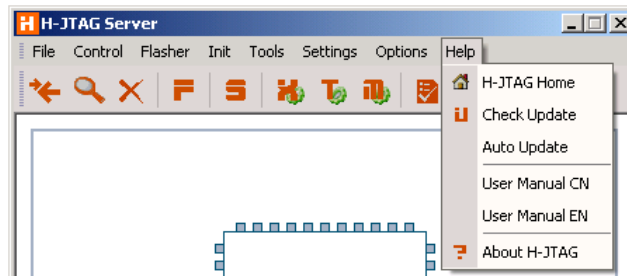 H-JTAG Server
File Control Flasher Init Tools Settings Options Help
H-JTAG Home
Check Update
Auto Update
User Manual CN
User Manual EN
About H-JTAG